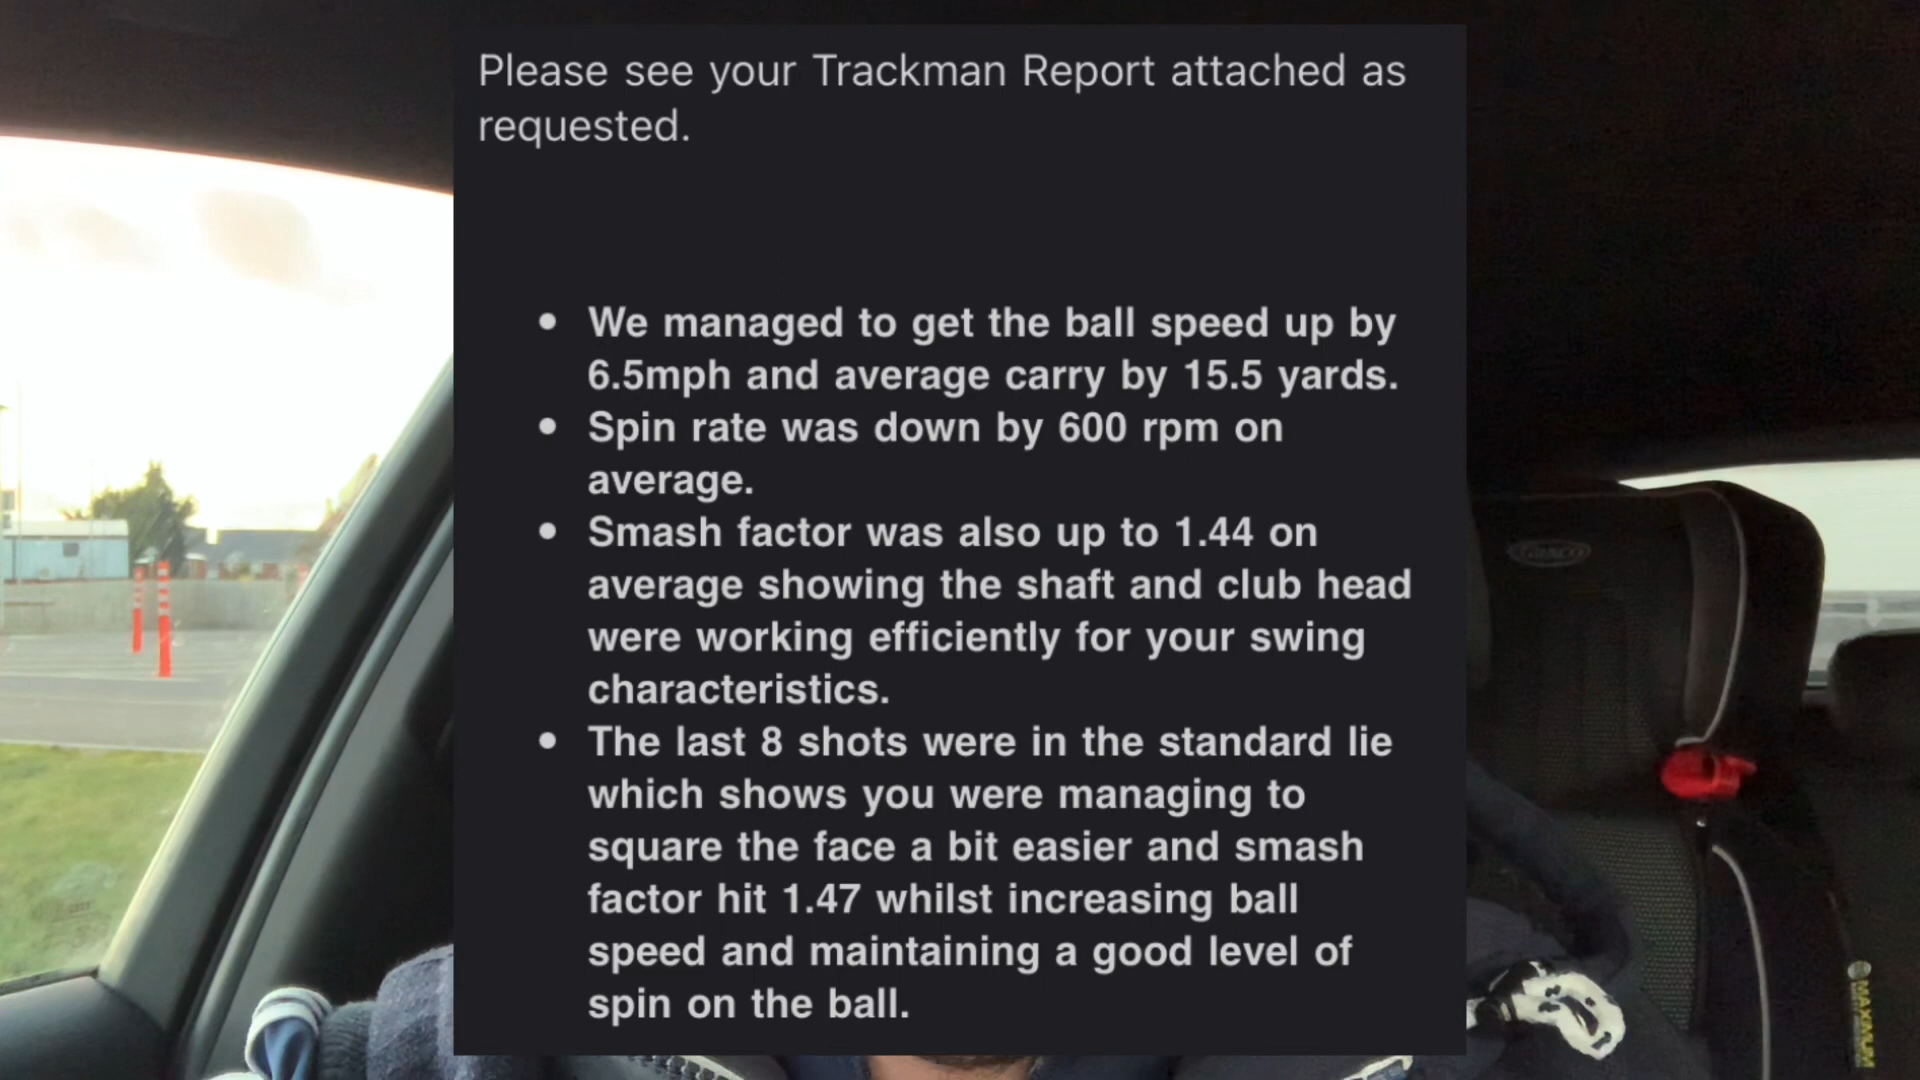 Please see your Trackman Report attached as
requested.
We managed to get the ball speed up by
6.5mph and average carry by 15.5 yards.
Spin rate was down by 600 rpm on
average.
Smash factor was also up to 1.44 on
average showing the shaft and club head
were working efficiently for your swing
characteristics.
The last 8 shots were in the standard lie
which shows you were managing to
square the face a bit easier and smash
factor hit 1.47 whilst increasing ball
speed and maintaining a good level of
spin on the ball.
GRACO
MAXIMUM